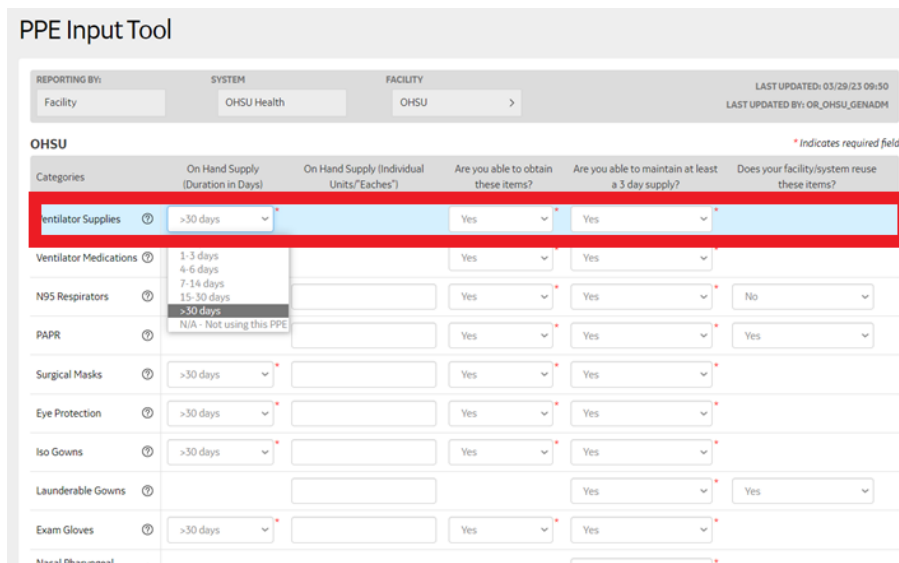 PPE Input Tool
REPORTING BY: SYSTEM FACILITY
LAST UPDATED: 03/29/23 09:50
Facility OHSU Health OHSU >
LAST UPDATED BY: OR_OHSU_GENADM
OHSU * Indicates required field
Categories
On Hand Supply
(Duration in Days)
On Hand Supply (Individual
Units/"Eaches")
Are you able to obtain
these items?
Are you able to maintain at least
a 3 day supply?
Does your facility/system reuse
these items?
entilator Supplies ? >30 days * Yes * Yes *
Ventilator Medications ? Yes Yes
1-3 days
4-6 days
7-14 days
15-30 days
>30 days
N/A - Not using this PPE
N95 Respirators ? Yes * Yes * No
PAPR ? Yes * Yes * Yes
Surgical Masks ? >30 days * Yes * Yes *
Eye Protection ? >30 days * Yes * Yes *
Iso Gowns ? >30 days * Yes * Yes *
Launderable Gowns ? Yes * Yes
Exam Gloves ? >30 days * Yes * Yes *
Nasal Pharyngeal